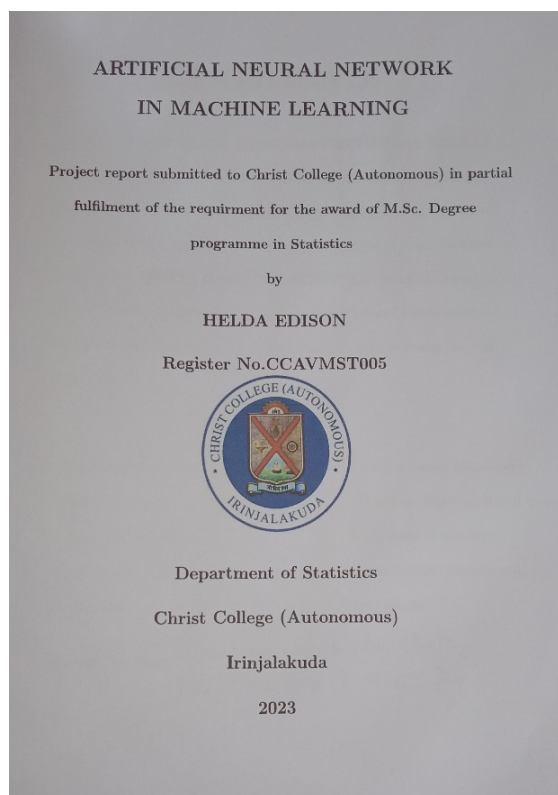 ARTIFICIAL NEURAL NETWORK
IN MACHINE LEARNING
Project report submitted to Christ College (Autonomous) in partial
fulfilment of the requirment for the award of M.Sc. Degree
programme in Statistics
by
HELDA EDISON
Register No.CCAVMST005
CHRIST COLLEGE (AUTONOMOUS)
IRINJALAKUDA
Department of Statistics
Christ College (Autonomous)
Irinjalakuda
2023